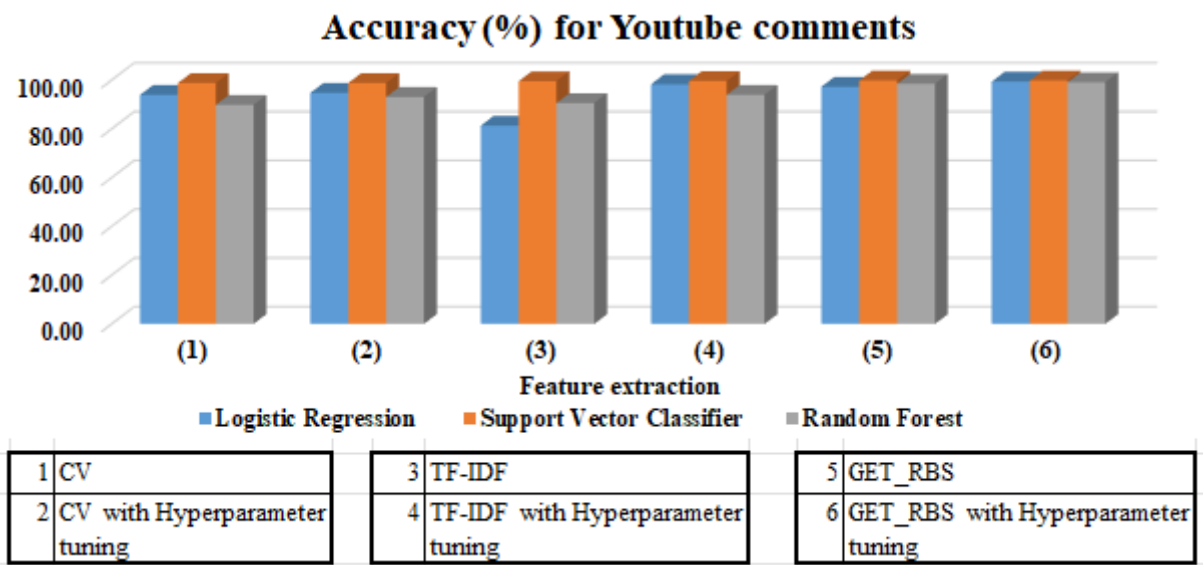 Accuracy (%) for Youtube comments
100.00
80.00
60.00
40.00
20.00
0.00
(1) (2) (3) (4) (5) (6)
Feature extraction
Logistic Regression Support Vector Classifier Random Forest
1 CV
2 CV with Hyperparameter
tuning
3 TF-IDF
4 TF-IDF with Hyperparameter
tuning
5 GET_RBS
6 GET_RBS with Hyperparameter
tuning